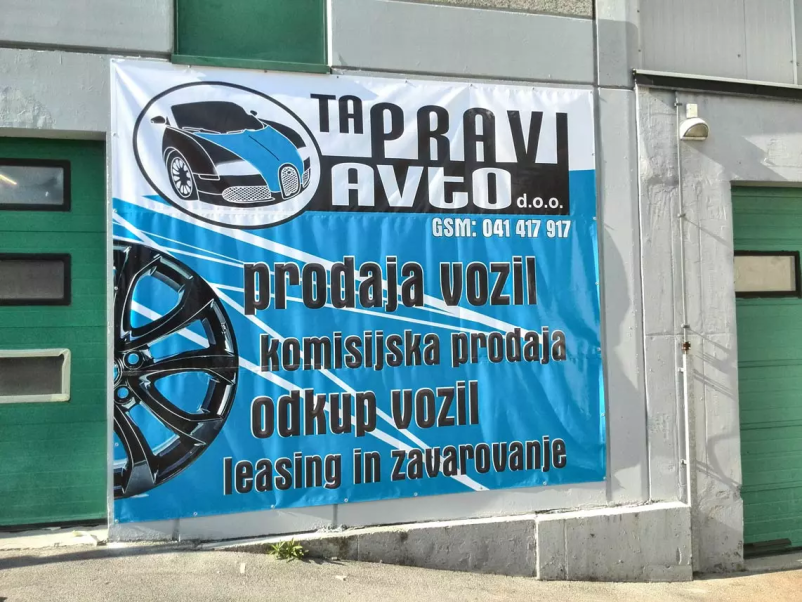 TA PRAVI
AVTO d.o.o.
GSM: 041 417 917
prodaja vozil
komisijska prodaja
odkup vozil
leasing in zavarovanje